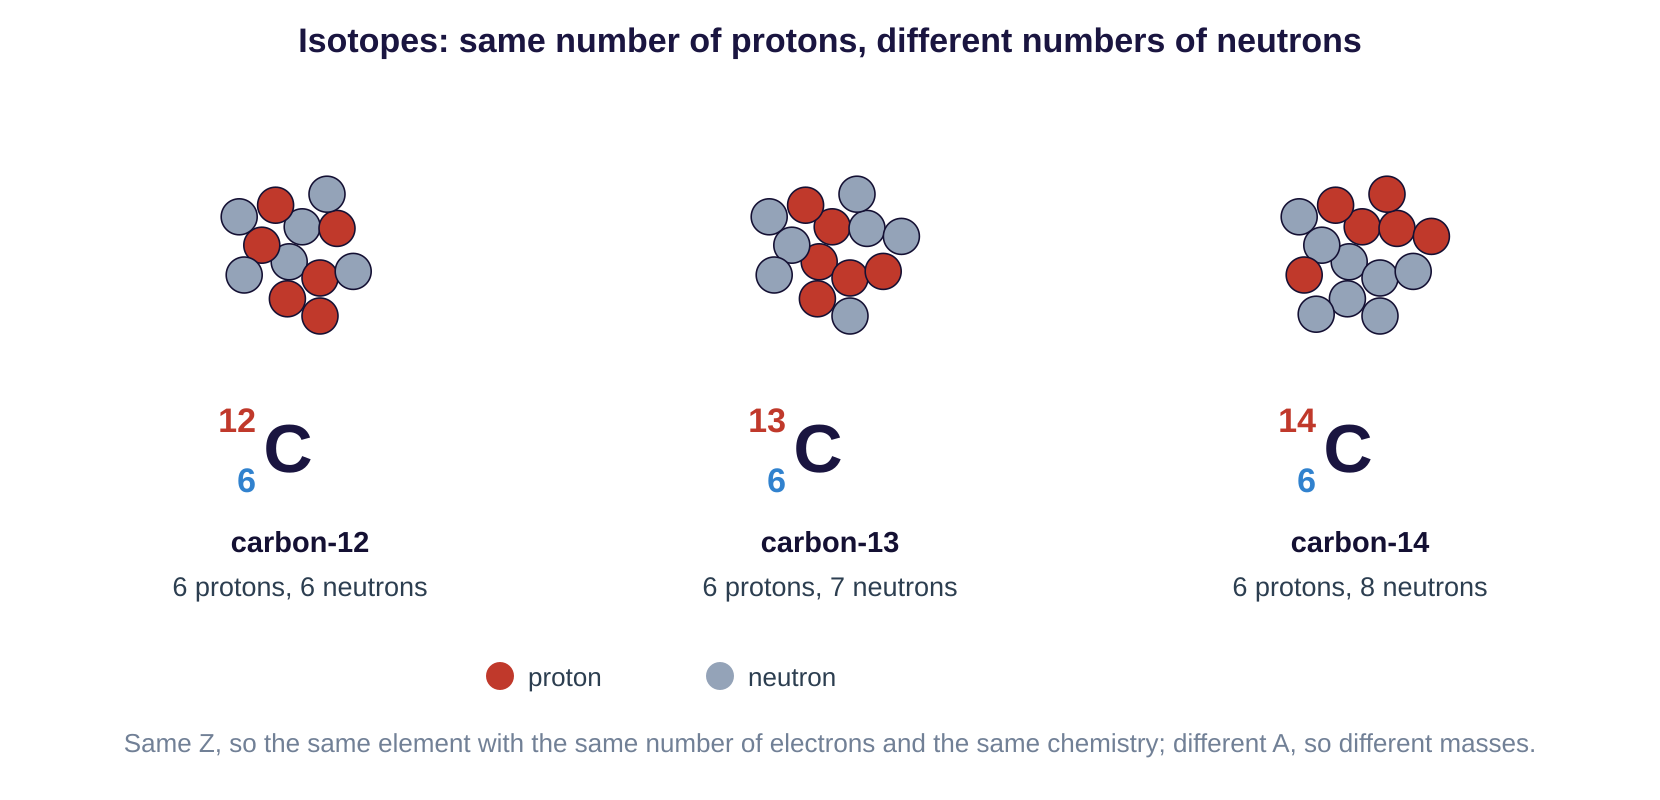 Isotopes: same number of protons, different numbers of neutrons
12
6
C
13
6
C
14
6
C
carbon-12
carbon-13
carbon-14
6 protons, 6 neutrons
6 protons, 7 neutrons
6 protons, 8 neutrons
proton
neutron
Same Z, so the same element with the same number of electrons and the same chemistry; different A, so different masses.